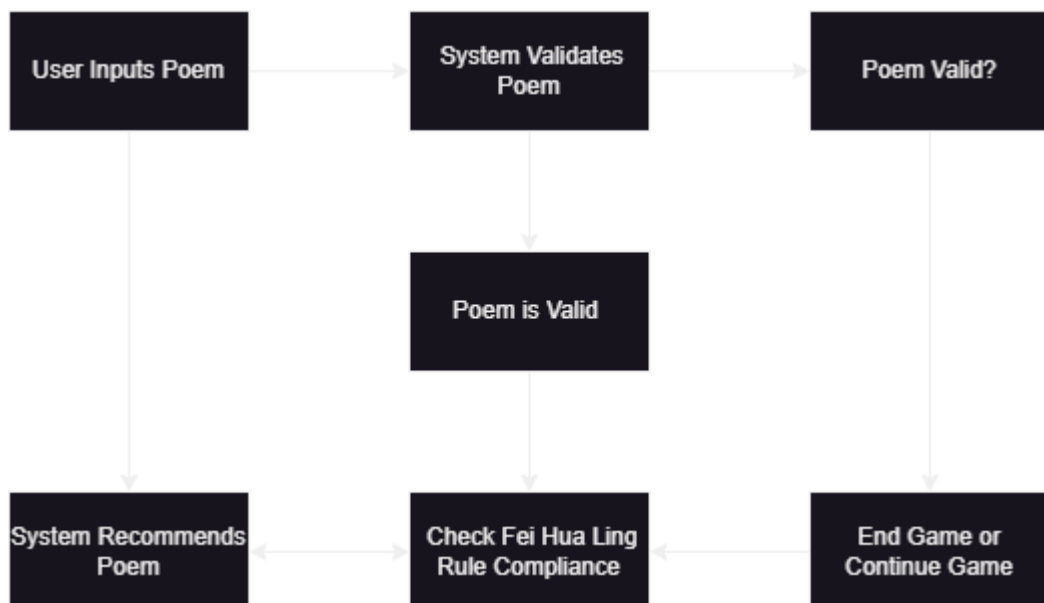 User Inputs Poem
System Validates
Poem
Poem Valid?
Poem is Valid
System Recommends
Poem
Check Fei Hua Ling
Rule Compliance
End Game or
Continue Game